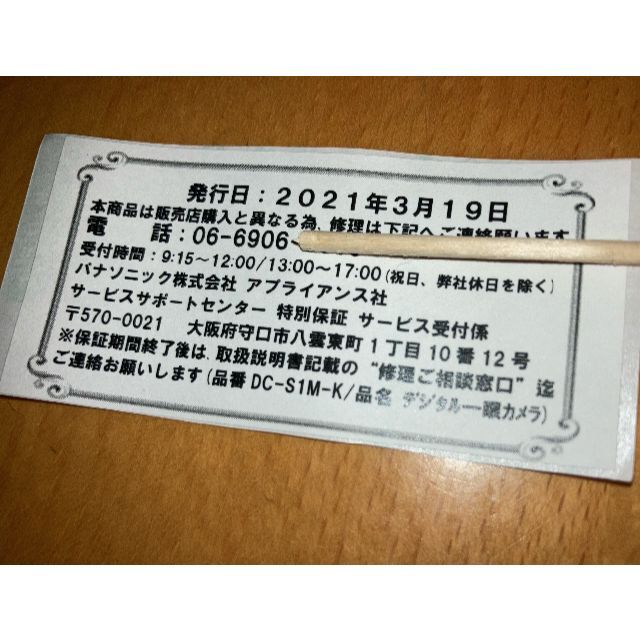 発行日：２０２１年３月１９日
本商品は販売店購入と異なる為、修理は下記へご連絡願います
電　　話：06-6906-
受付時間：9:15～12:00/13:00～17:00(祝日、弊社休日を除く)
パナソニック株式会社 アプライアンス社
サービスサポートセンター 特別保証 サービス受付係
〒570-0021　大阪府守口市八雲東町１丁目１０番１２号
※保証期間終了後は、取扱説明書記載の “修理ご相談窓口” 迄
ご連絡お願いします(品番 DC-S1M-K/品名 デジタル一眼カメラ)